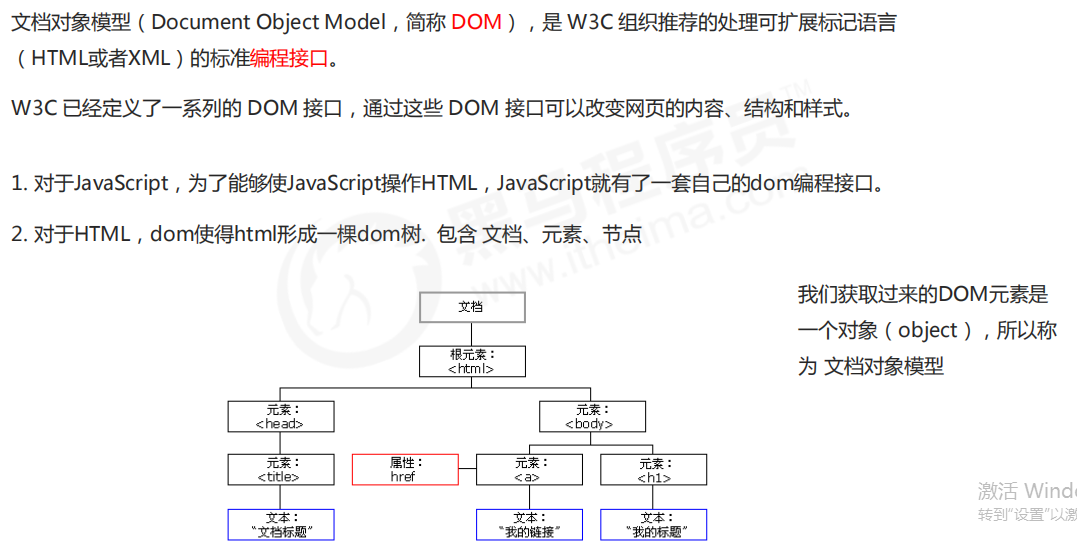 文档对象模型（Document Object Model，简称 DOM），是 W3C 组织推荐的处理可扩展标记语言
（HTML或者XML）的标准编程接口。
W3C 已经定义了一系列的 DOM 接口，通过这些 DOM 接口可以改变网页的内容、结构和样式。
1. 对于JavaScript，为了能够使JavaScript操作HTML，JavaScript就有了一套自己的dom编程接口。
2. 对于HTML，dom使得html形成一棵dom树. 包含 文档、元素、节点
黑马程序员™
www.itheima.com
我们获取过来的DOM元素是
一个对象（object），所以称
为 文档对象模型
文档
根元素：
<html>
元素：
<head>
元素：
<body>
元素：
<title>
属性：
href
元素：
<a>
元素：
<h1>
文本：
“文档标题”
文本：
“我的链接”
文本：
“我的标题”
激活 Windo
转到"设置"以激